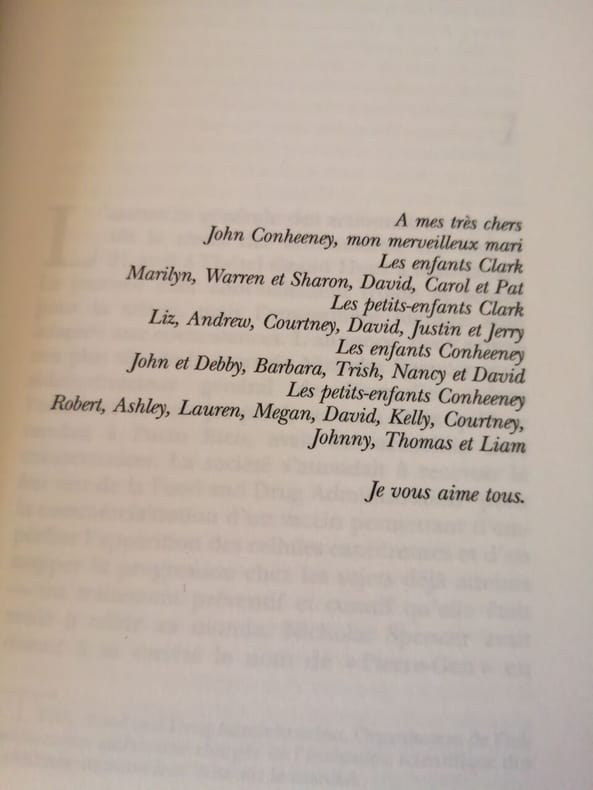 A mes très chers
John Conheeney, mon merveilleux mari
Les enfants Clark
Marilyn, Warren et Sharon, David, Carol et Pat
Les petits-enfants Clark
Liz, Andrew, Courtney, David, Justin et Jerry
Les enfants Conheeney
John et Debby, Barbara, Trish, Nancy et David
Les petits-enfants Conheeney
Robert, Ashley, Lauren, Megan, David, Kelly, Courtney,
Johnny, Thomas et Liam
Je vous aime tous.